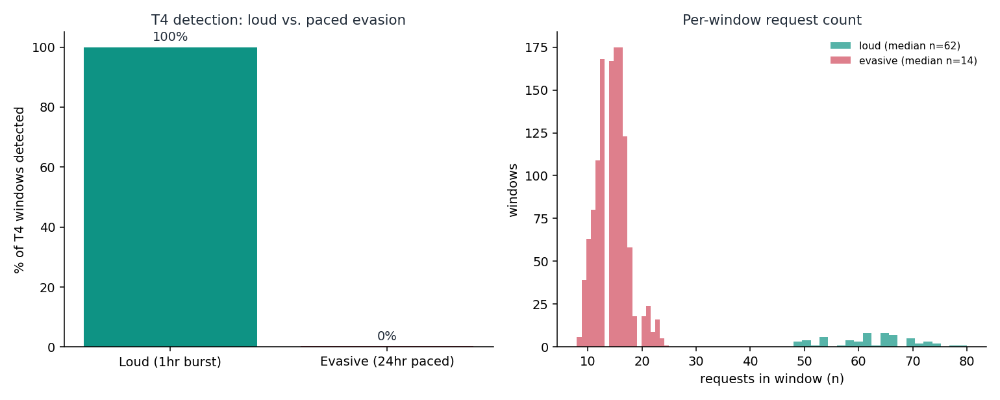 T4 detection: loud vs. paced evasion
100%
100
80
60
40
20
0
% of T4 windows detected
0%
Loud (1hr burst)
Evasive (24hr paced)
Per-window request count
175
150
125
100
75
50
25
0
windows
loud (median n=62)
evasive (median n=14)
10
20
30
40
50
60
70
80
requests in window (n)